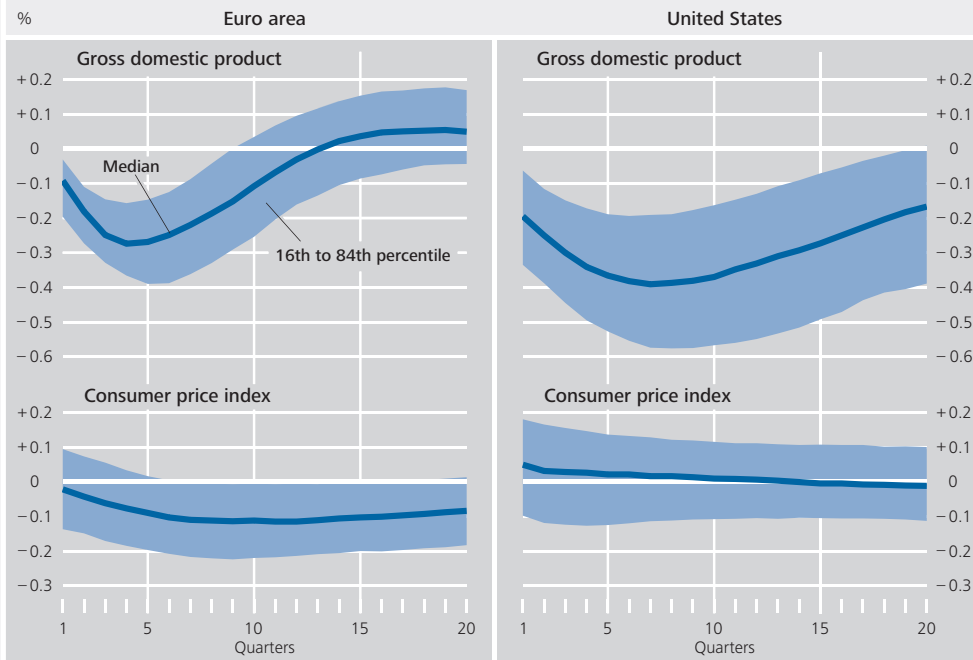 %
Euro area
United States
Gross domestic product
+ 0.2
+ 0.1
0
− 0.1
− 0.2
− 0.3
− 0.4
− 0.5
− 0.6
Median
16th to 84th percentile
Gross domestic product
+ 0.2
+ 0.1
0
− 0.1
− 0.2
− 0.3
− 0.4
− 0.5
− 0.6
Consumer price index
+ 0.2
+ 0.1
0
− 0.1
− 0.2
− 0.3
1 5 10 15 20
Quarters
Consumer price index
+ 0.2
+ 0.1
0
− 0.1
− 0.2
− 0.3
1 5 10 15 20
Quarters